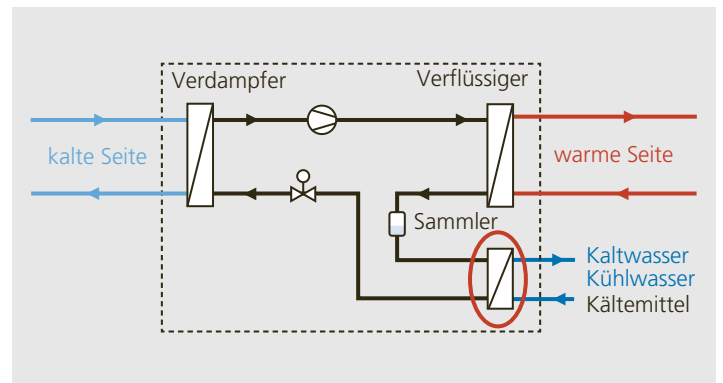 Verdampfer
Verflüssiger
kalte Seite
warme Seite
Sammler
Kaltwasser
Kühlwasser
Kältemittel